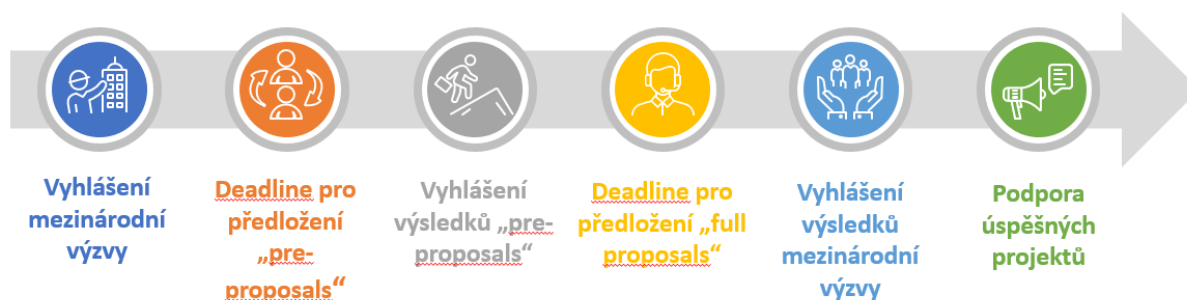 Vyhlášení
mezinárodní
výzvy
Deadline pro
předložení
„pre-
proposals“
Vyhlášení
výsledků „pre-
proposals“
Deadline pro
předložení „full
proposals“
Vyhlášení
výsledků
mezinárodní
výzvy
Podpora
úspěšných
projektů